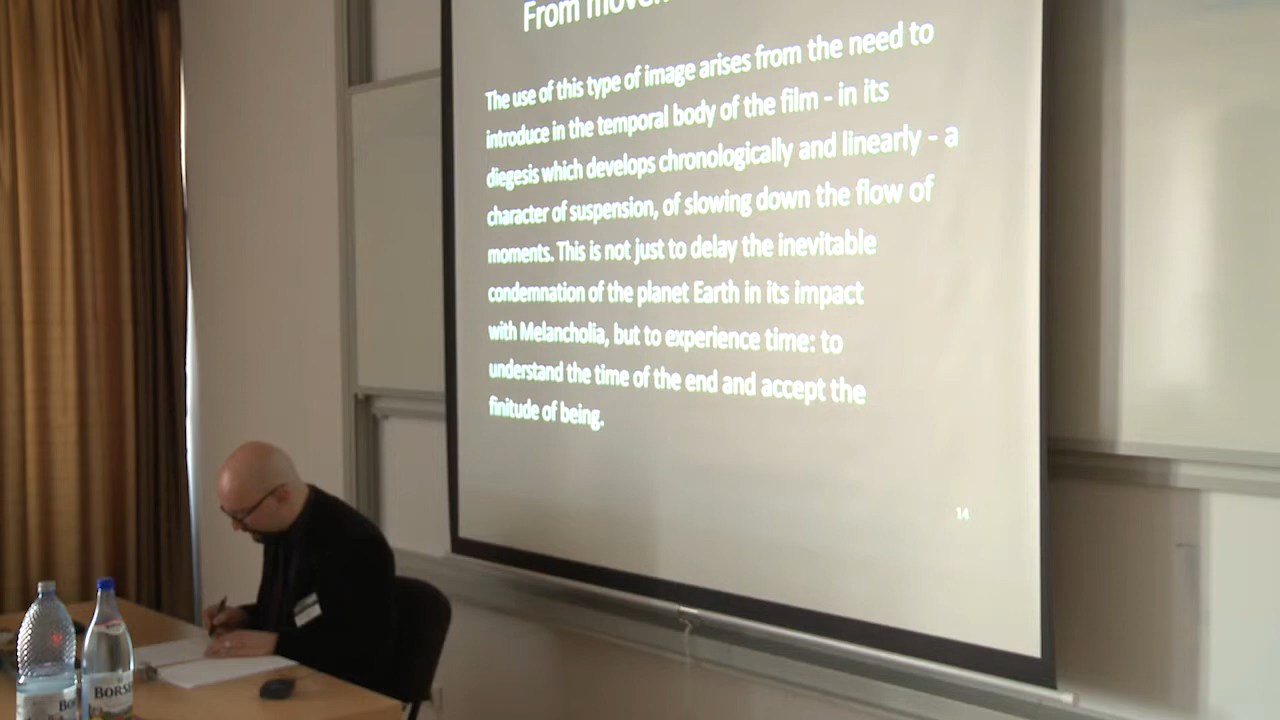 From
The use of this type of image arises from the need to
introduce in the temporal body of the film - in its
diegesis which develops chronologically and linearly - a
character of suspension, of slowing down the flow of
moments. This is not just to delay the inevitable
condemnation of the planet Earth in its impact
with Melancholia, but to experience time: to
understand the time of the end and accept the
finitude of being.
14
BORS